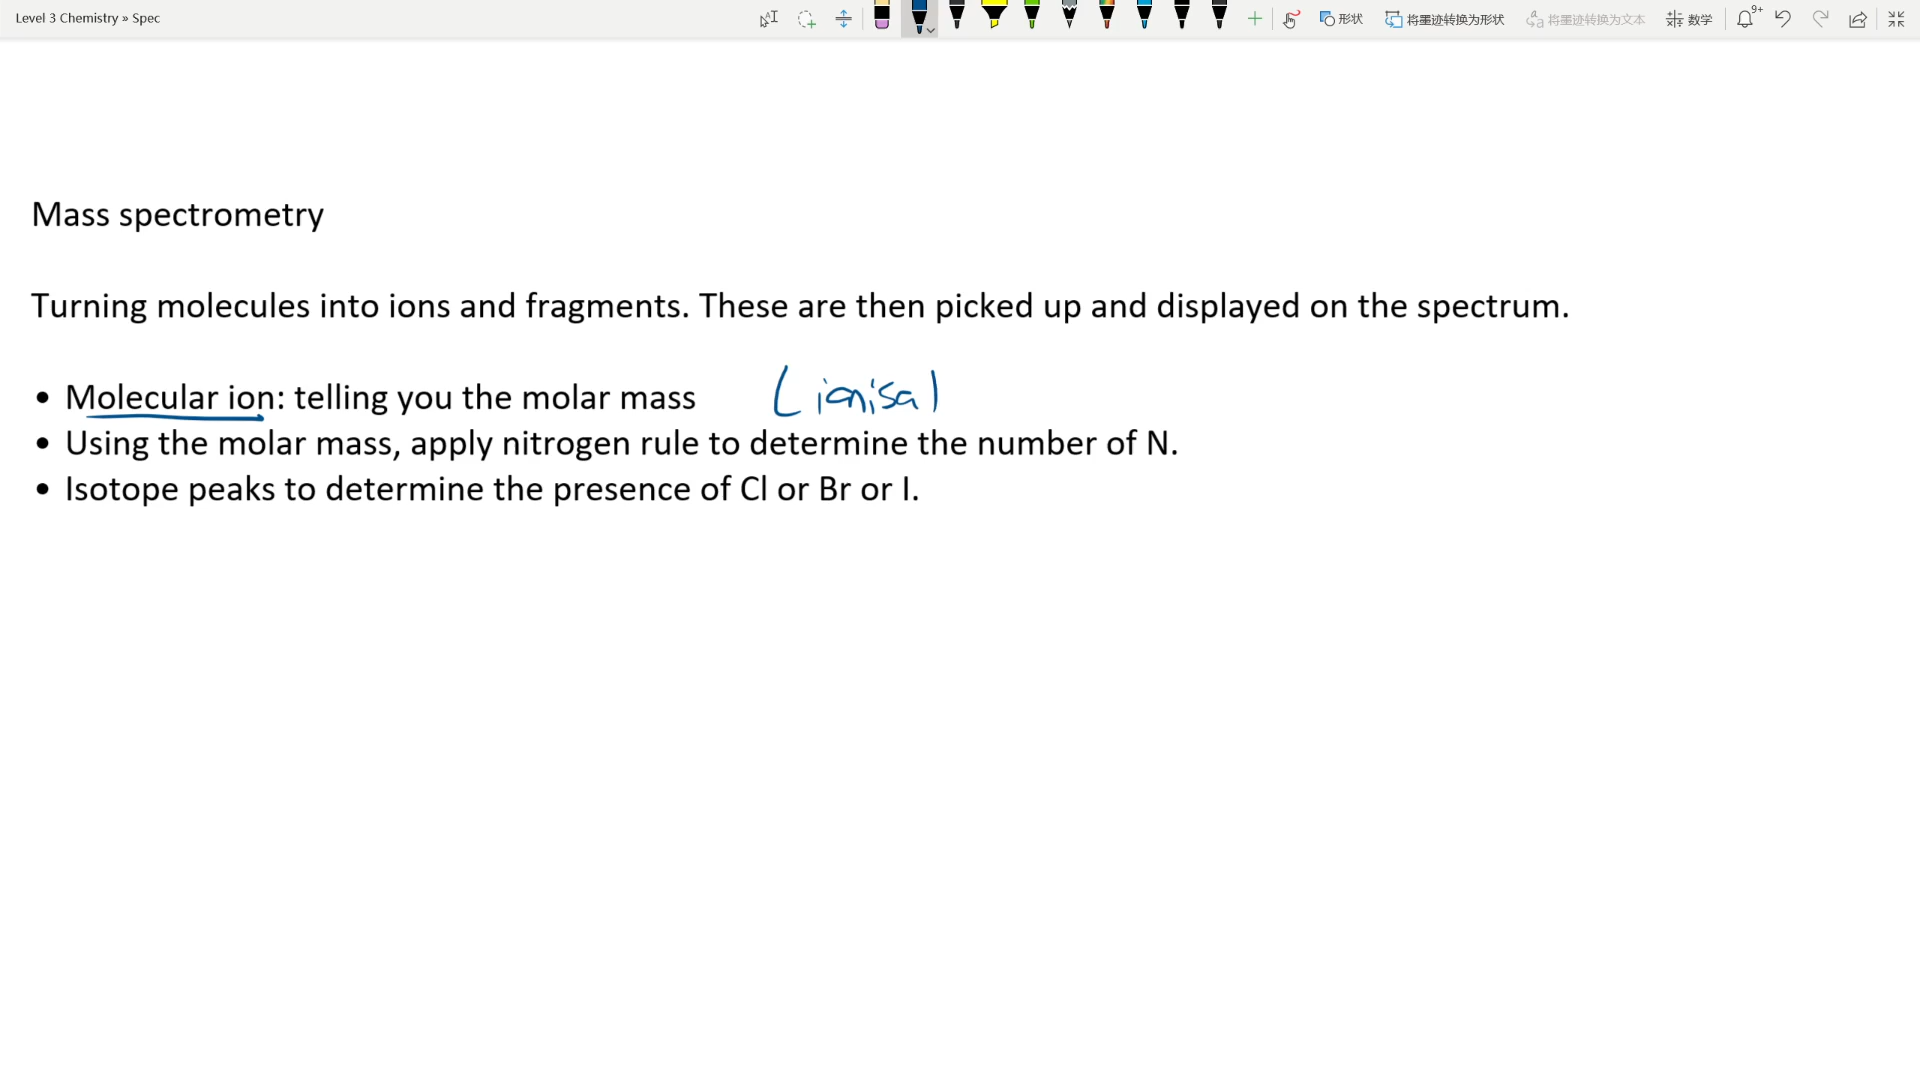 Level 3 Chemistry » Spec
形状
将墨迹转换为形状
将墨迹转换为文本
数学
9+
Mass spectrometry
Turning molecules into ions and fragments. These are then picked up and displayed on the spectrum.
• Molecular ion: telling you the molar mass (ionisal
• Using the molar mass, apply nitrogen rule to determine the number of N.
• Isotope peaks to determine the presence of Cl or Br or I.